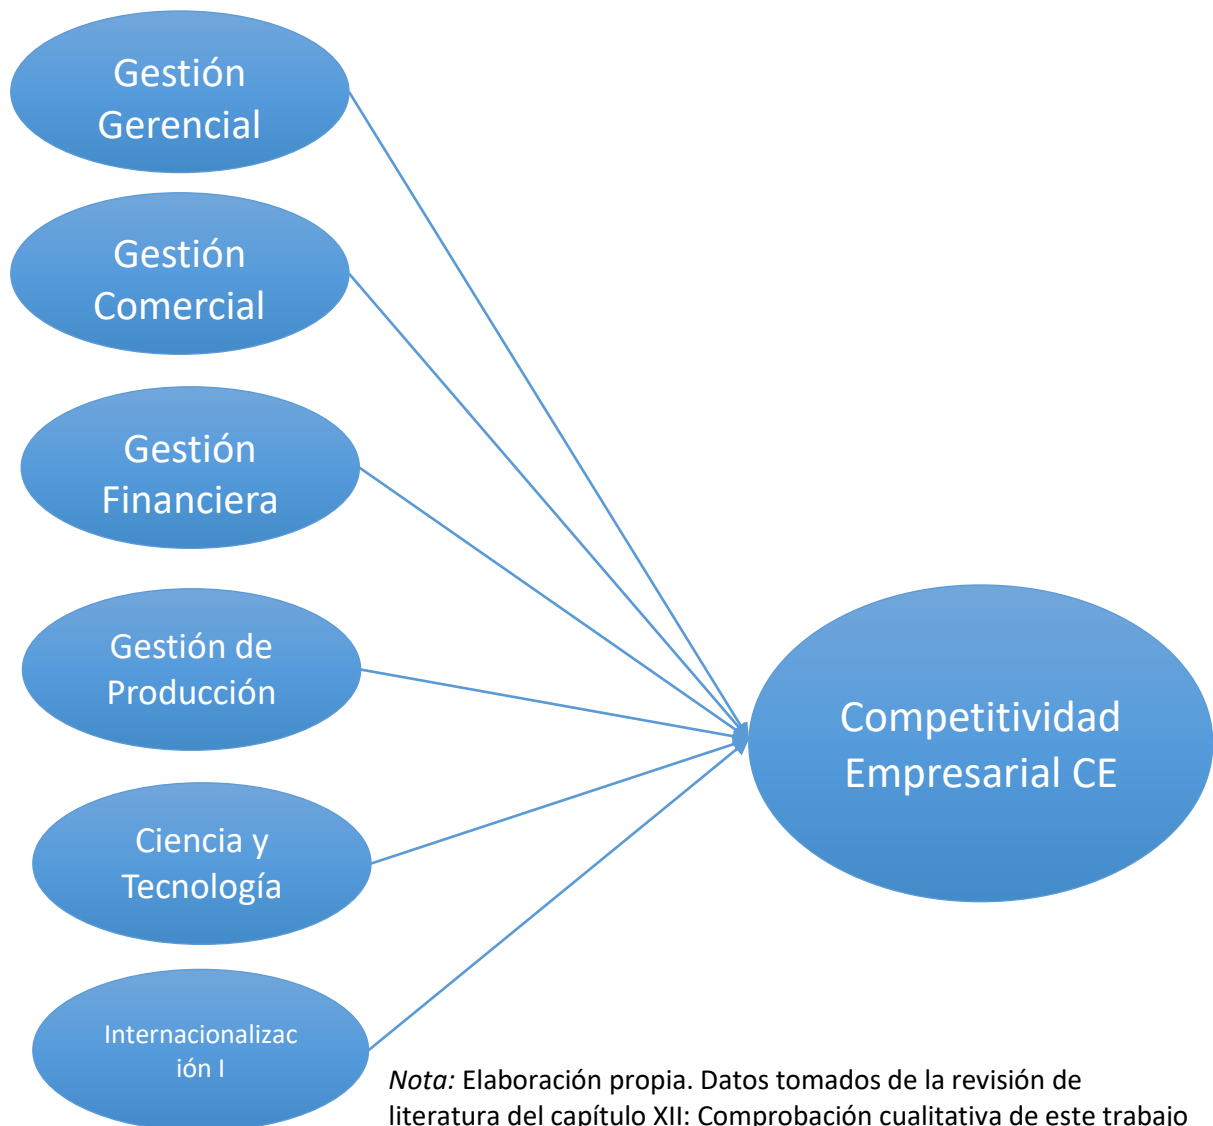 Gestión
Gerencial
Gestión
Comercial
Gestión
Financiera
Gestión de
Producción
Ciencia y
Tecnología
Internacionalizac
ión I
Competitividad
Empresarial CE
Nota: Elaboración propia. Datos tomados de la revisión de
literatura del capítulo XII: Comprobación cualitativa de este trabajo